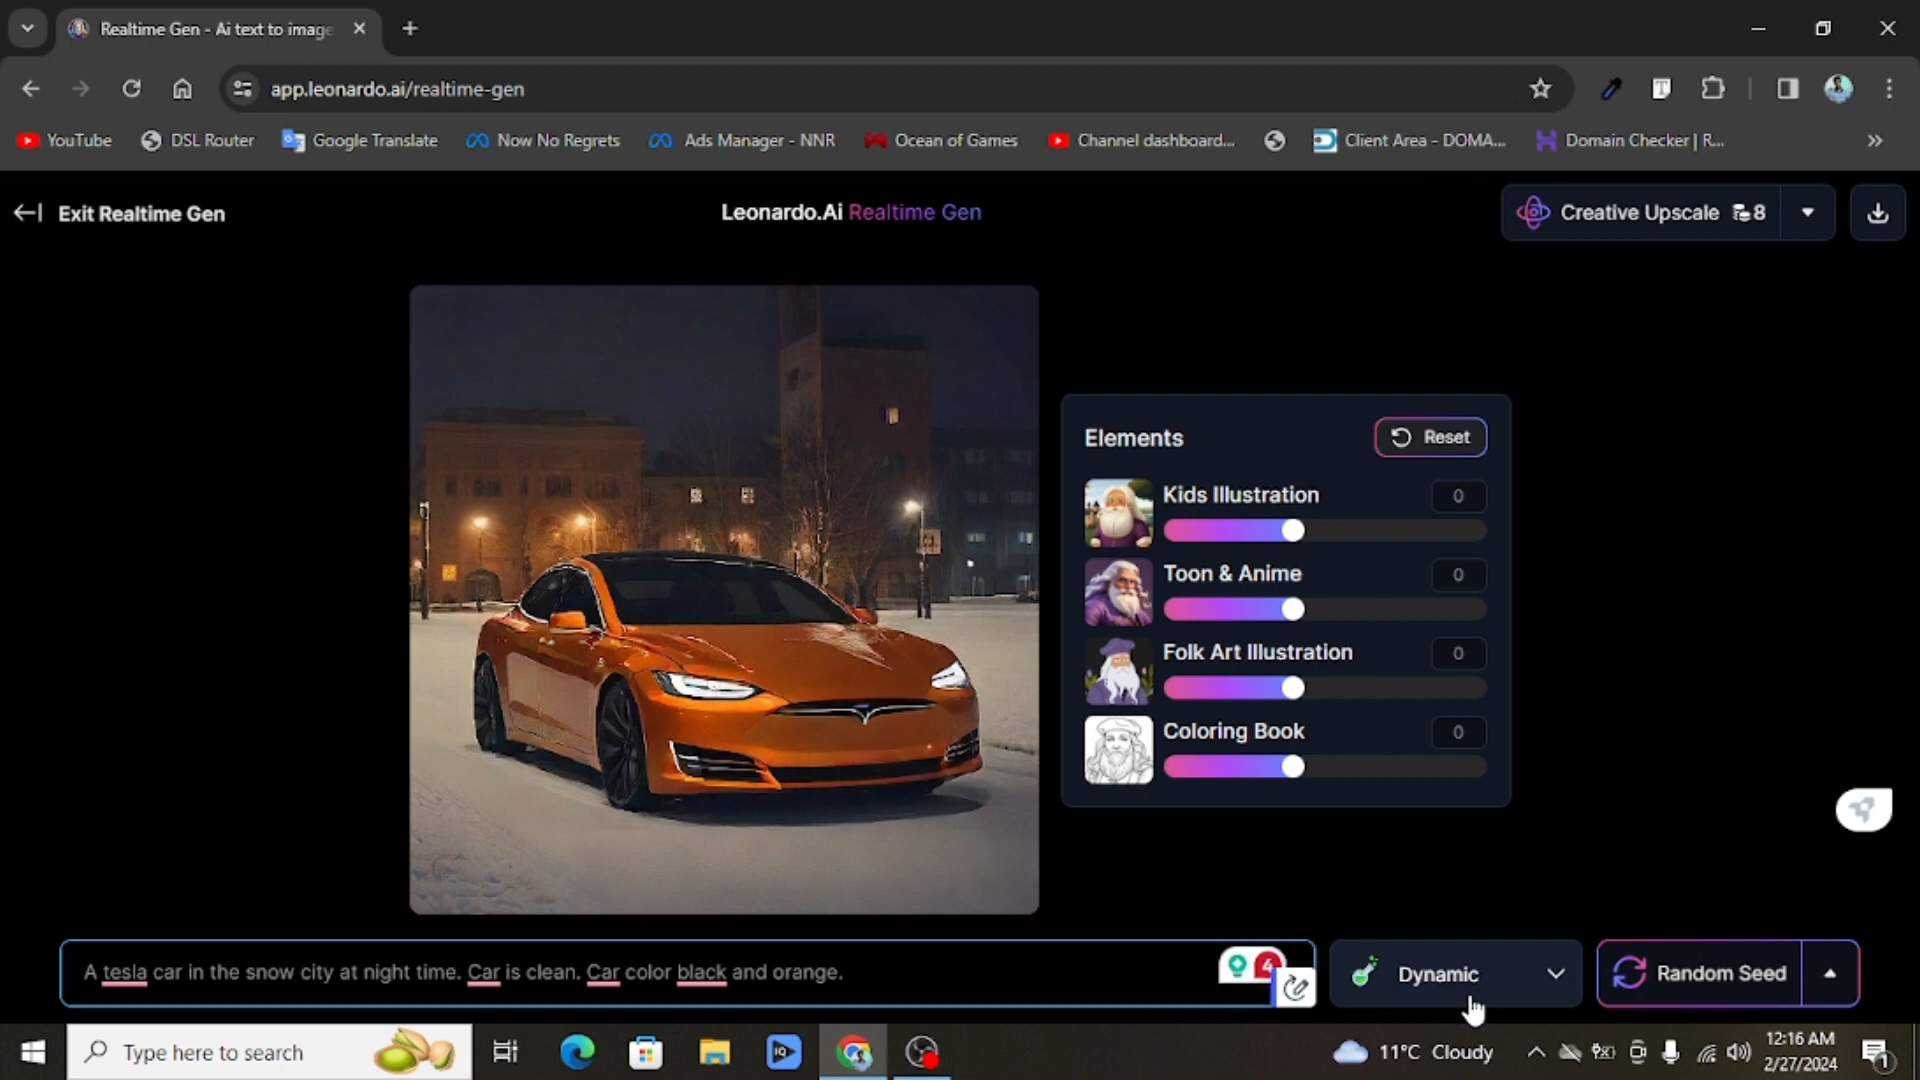 Realtime Gen - Ai text to image
app.leonardo.ai/realtime-gen
YouTube
DSL Router
Google Translate
Now No Regrets
Ads Manager - NNR
Ocean of Games
Channel dashboard...
Client Area - DOMA...
Domain Checker | R...
Exit Realtime Gen
Leonardo.Ai Realtime Gen
Creative Upscale 8
Elements
Reset
Kids Illustration
0
Toon & Anime
0
Folk Art Illustration
0
Coloring Book
0
A tesla car in the snow city at night time. Car is clean. Car color black and orange.
4
Dynamic
Random Seed
Type here to search
11°C Cloudy
12:16 AM
2/27/2024
1